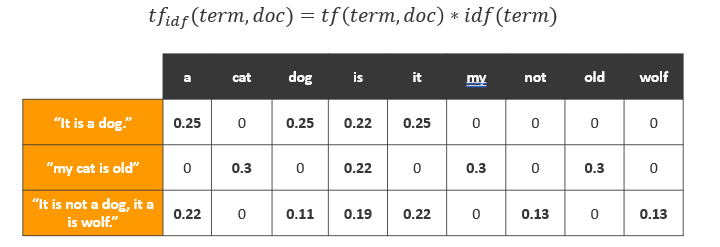 tfidf(term, doc) = tf(term, doc) * idf(term)
a cat dog is it my not old wolf
"It is a dog." 0.25 0 0.25 0.22 0.25 0 0 0 0
"my cat is old" 0 0.3 0 0.22 0 0.3 0 0.3 0
"It is not a dog, it a
is wolf." 0.22 0 0.11 0.19 0.22 0 0.13 0 0.13